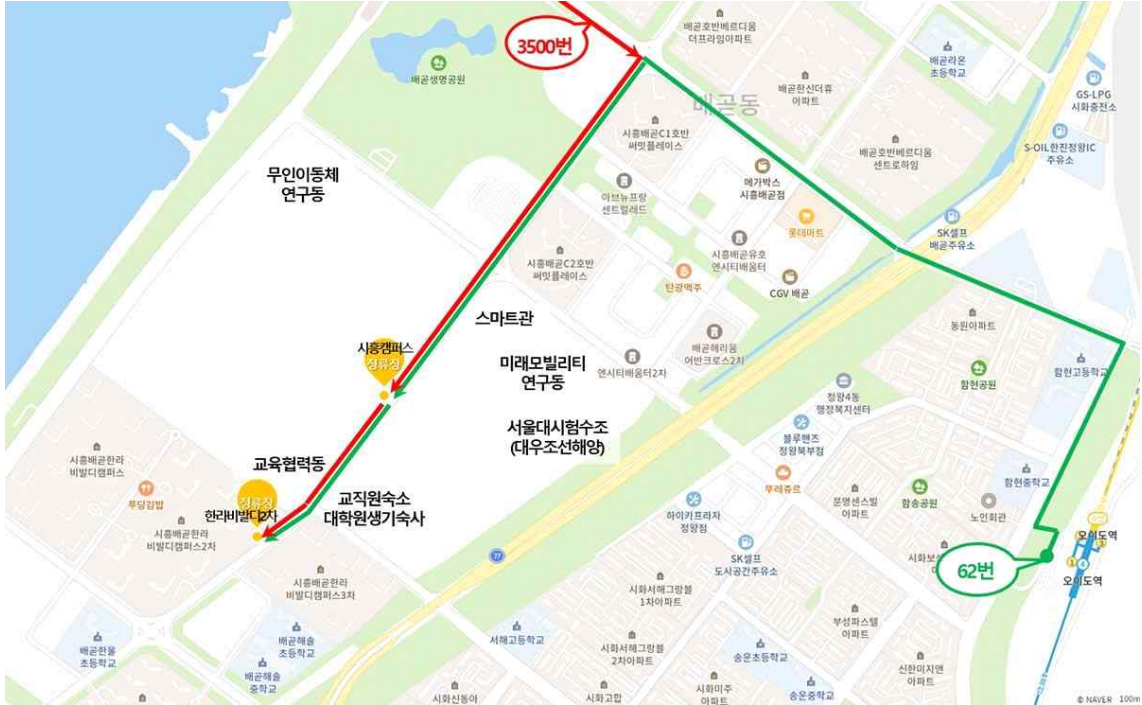 3500번
배곧호반베르디움
더프라임아파트
배곧라온
초등학교
배곧생명공원
배곧한신더휴
아파트
GS-LPG
시화충전소
배곧동
시흥배곧C1호반
써밋플레이스
S-OIL한진정왕IC
주유소
배곧호반베르디움
센트로하임
무인이동체
연구동
메가박스
시흥배곧점
아브뉴프랑
센트럴레드
롯데마트
SK셀프
배곧주유소
시흥배곧C2호반
써밋플레이스
시흥배곧유호
엔시티배움터
탄광맥주
CGV 배곧
스마트관
동원아파트
시흥캠퍼스
정류장
미래모빌리티
연구동
엔시티배움터2차
배곧헤리움
어반크로스2차
함현공원
함현고등학교
정왕4동
행정복지센터
서울대시험수조
(대우조선해양)
블루핸즈
정왕북부점
시흥배곧한라
비발디캠퍼스
교육협력동
푸딩김밥
뚜레쥬르
문영센스빌
아파트
함송공원
함현중학교
노인회관
정류장
한라비발디2차
교직원숙소
대학원생기숙사
하이카프라자
정왕점
시흥배곧한라
비발디캠퍼스2차
오이도역
SK셀프
도사공간주유소
77
62번
1
4
3
오이도역
시흥배곧한라
비발디캠퍼스3차
시화서해그랑블
1차아파트
부성파스텔
아파트
배곧한울
초등학교
배곧해솔
초등학교
서해고등학교
시화서해그랑블
2차아파트
송운초등학교
신한미지앤
아파트
배곧해솔
중학교
시화신동아
시화고합
시화미주
아파트
송운중학교
© NAVER 100m